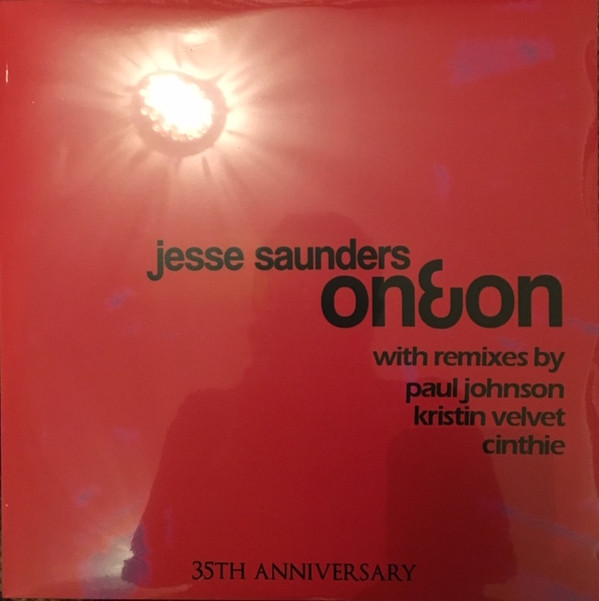 jesse saunders
on&on
with remixes by
paul johnson
kristin velvet
cinthie
35TH ANNIVERSARY